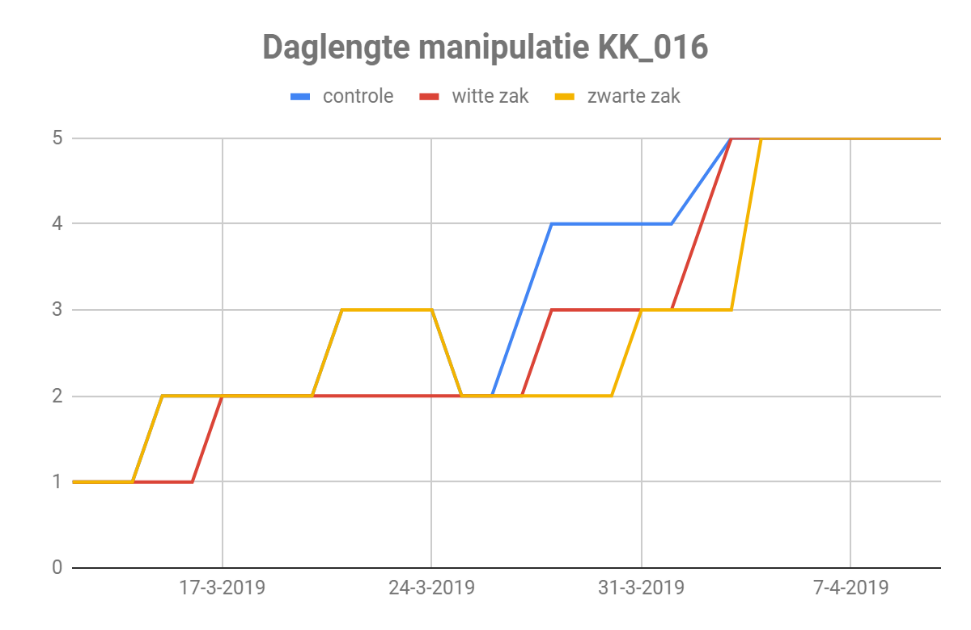 Daglengte manipulatie KK_016
controle witte zak zwarte zak
5
4
3
2
1
0
17-3-2019 24-3-2019 31-3-2019 7-4-2019